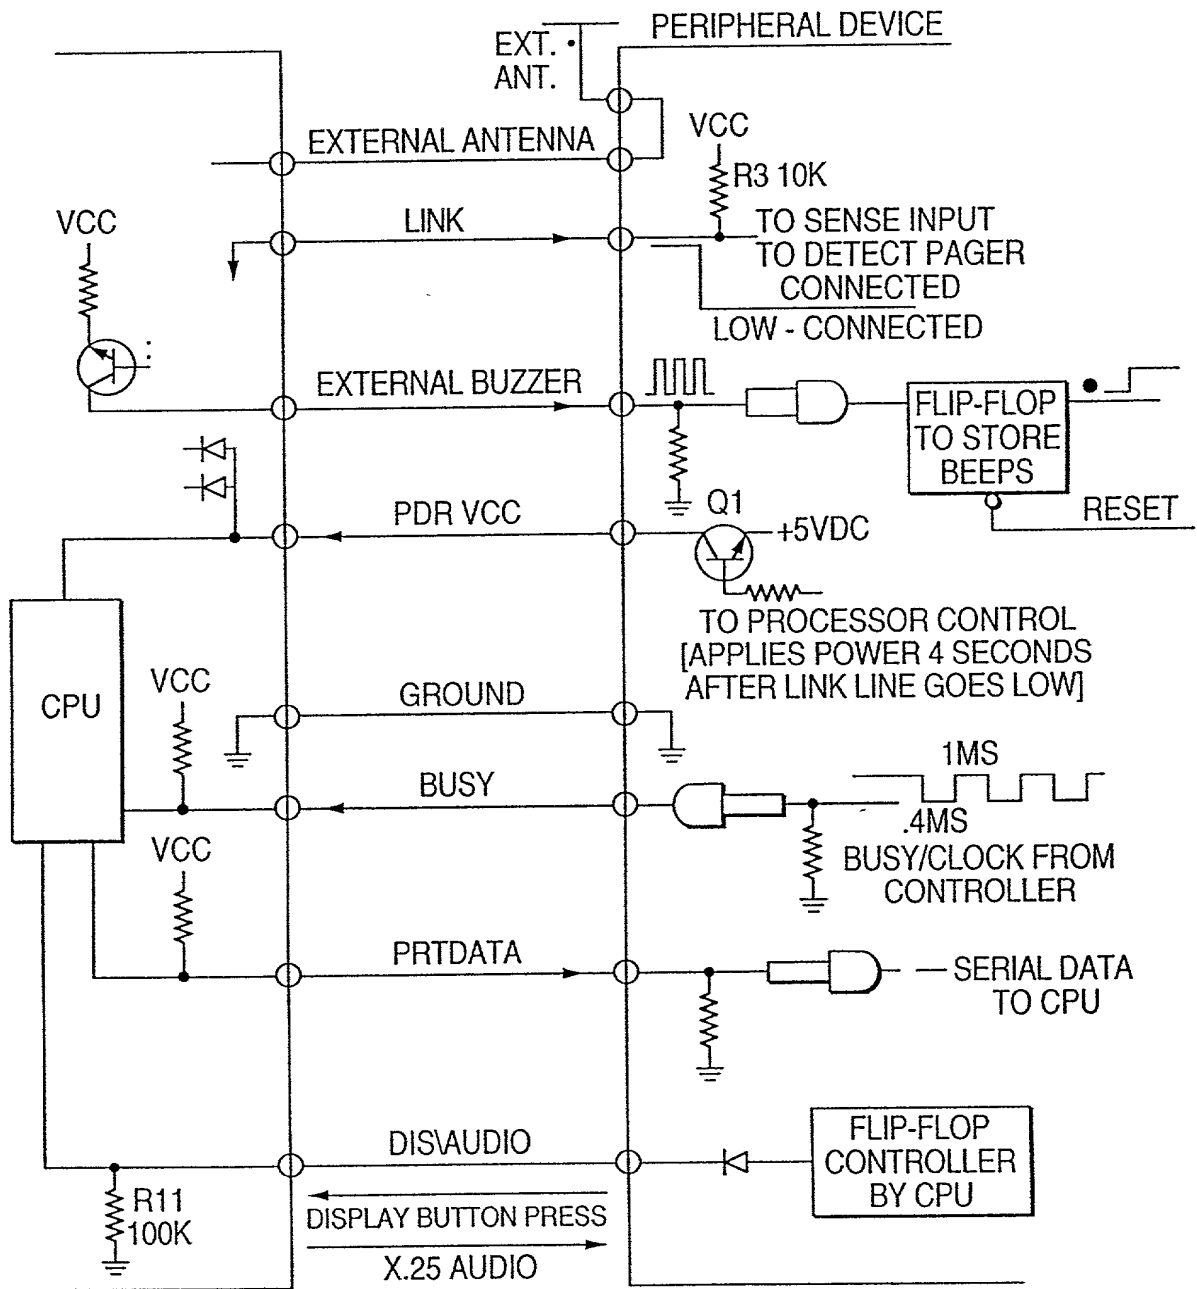 PERIPHERAL DEVICE
EXT.
ANT.
EXTERNAL ANTENNA
VCC
R3 10K
VCC
LINK
TO SENSE INPUT
TO DETECT PAGER
CONNECTED
LOW - CONNECTED
EXTERNAL BUZZER
FLIP-FLOP
TO STORE
BEEPS
RESET
PDR VCC
Q1
+5VDC
TO PROCESSOR CONTROL
[APPLIES POWER 4 SECONDS
AFTER LINK LINE GOES LOW]
CPU
VCC
GROUND
BUSY
1MS
.4MS
BUSY/CLOCK FROM
CONTROLLER
VCC
PRTDATA
SERIAL DATA
TO CPU
DIS\AUDIO
FLIP-FLOP
CONTROLLER
BY CPU
R11
100K
DISPLAY BUTTON PRESS
X.25 AUDIO